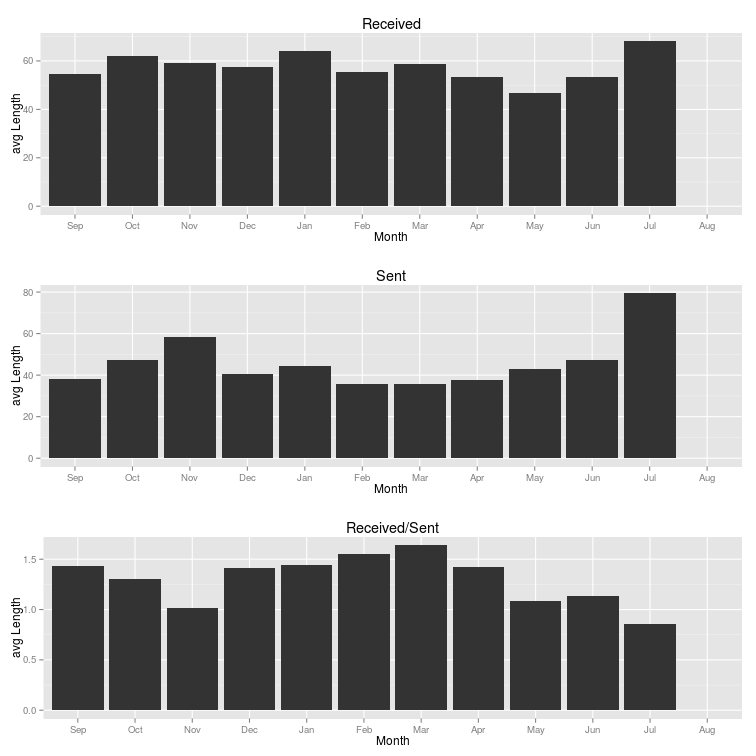 Received
avg Length
60
40
20
0
Sep Oct Nov Dec Jan Feb Mar Apr May Jun Jul Aug
Month
Sent
avg Length
80
60
40
20
0
Sep Oct Nov Dec Jan Feb Mar Apr May Jun Jul Aug
Month
Received/Sent
avg Length
1.5
1.0
0.5
0.0
Sep Oct Nov Dec Jan Feb Mar Apr May Jun Jul Aug
Month